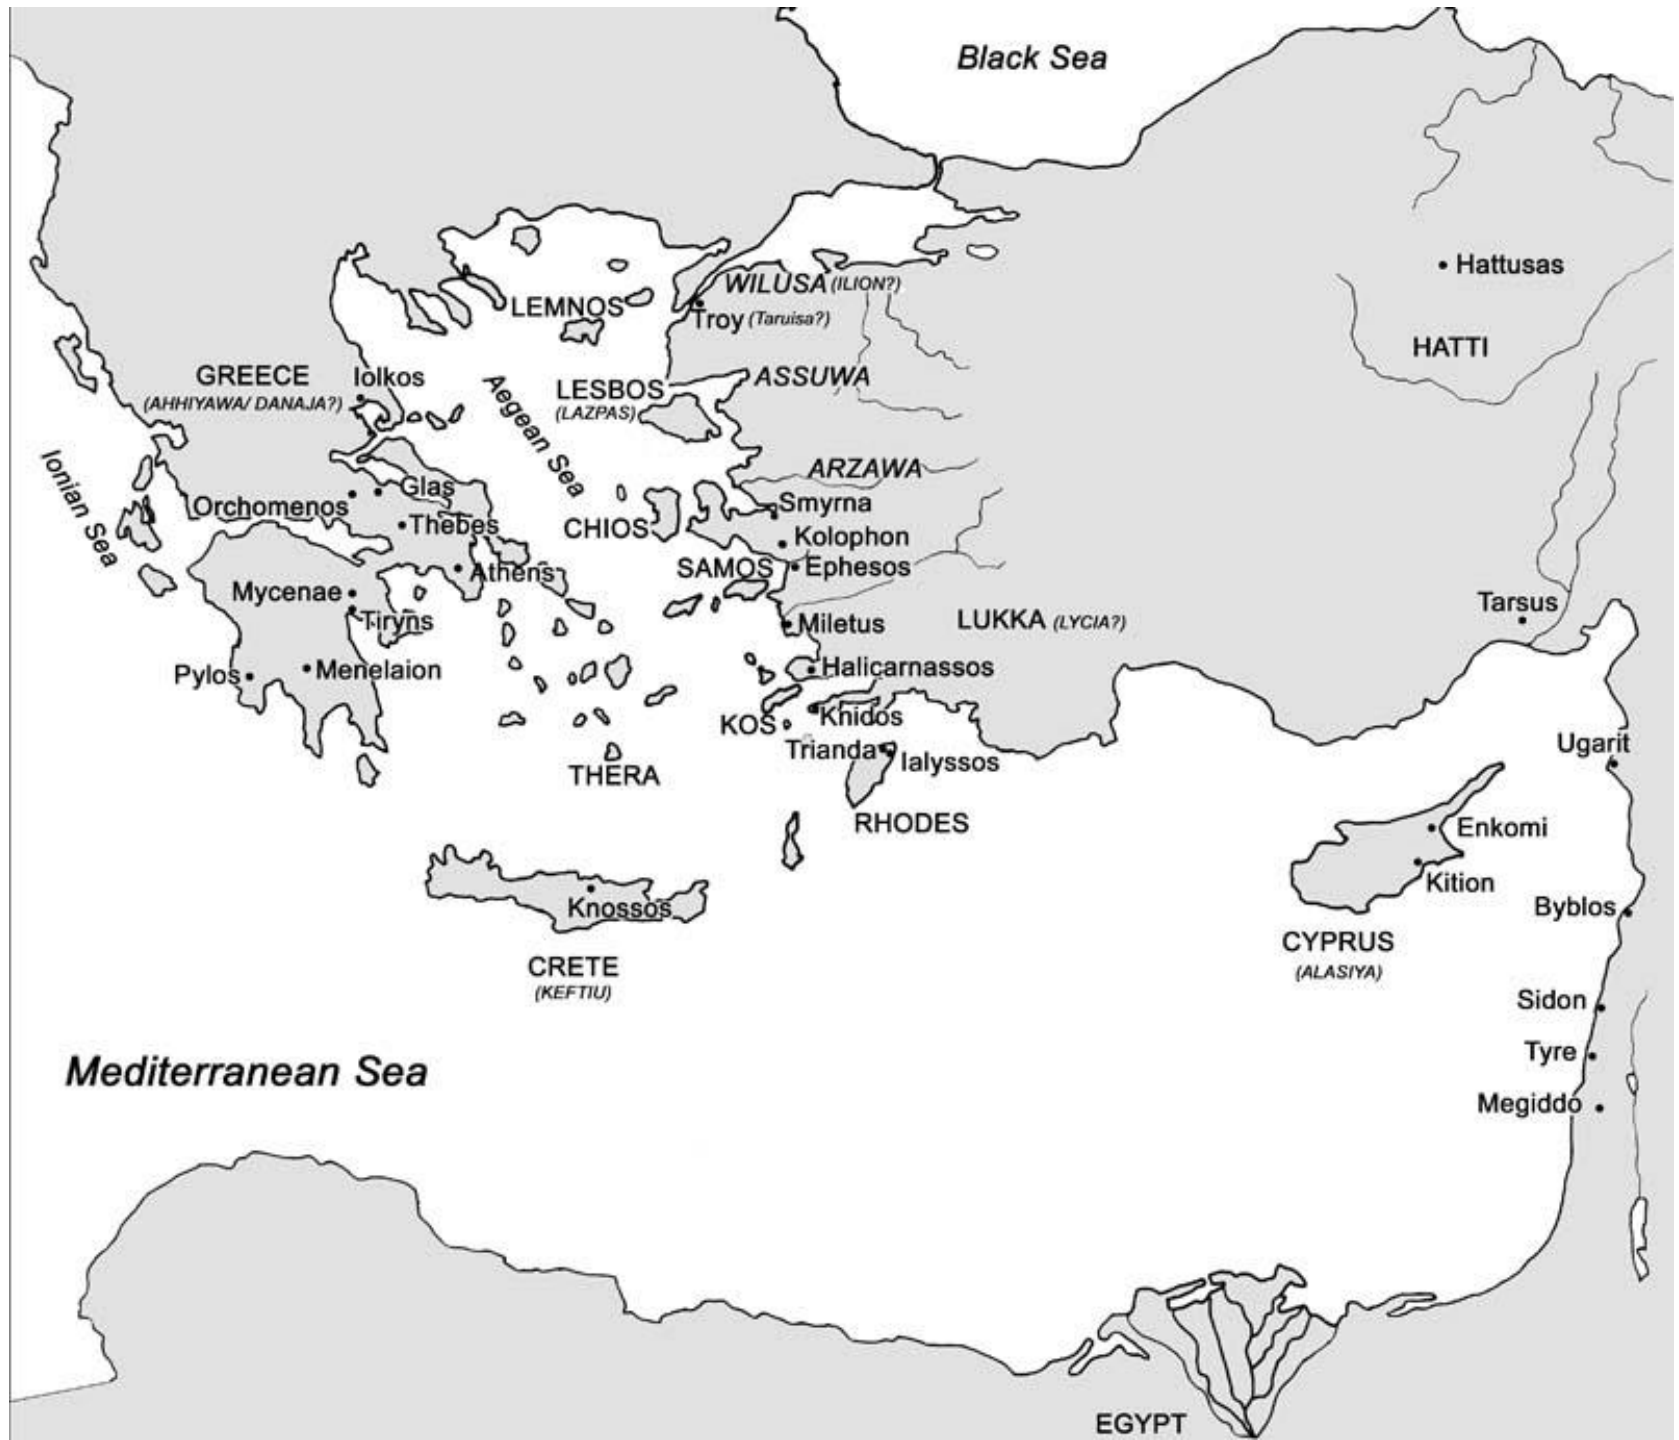 Black Sea
Hattusas
WILUSA (ILION?)
LEMNOS
Troy (Taruisa?)
HATTI
GREECE
(AHHIYAWA/ DANAJA?)
Iolkos
Aegean Sea
LESBOS
(LAZPAS)
ASSUWA
Ionian Sea
ARZAWA
Glas
Orchomenos
Thebes
Smyrna
CHIOS
Kolophon
Athens
SAMOS
Ephesos
Mycenae
Tiryns
Miletus
LUKKA (LYCIA?)
Tarsus
Pylos
Menelaion
Halicarnassos
KOS
Knidos
Trianda
Ialyssos
Ugarit
THERA
RHODES
Enkomi
Kition
Knossos
Byblos
CRETE
(KEFTIU)
CYPRUS
(ALASIYA)
Sidon
Mediterranean Sea
Tyre
Megiddo
EGYPT